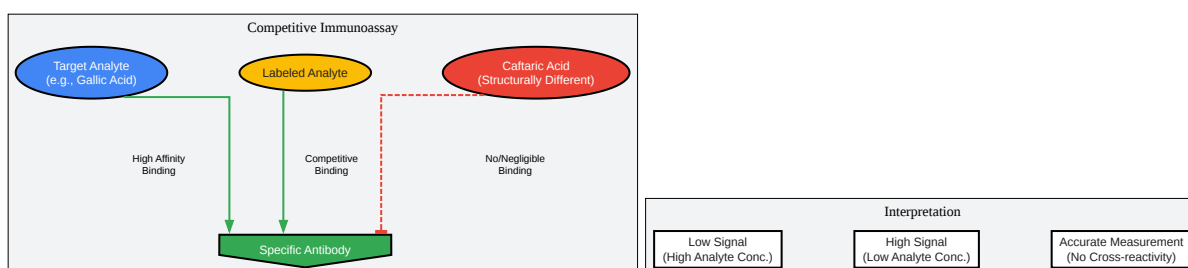 Competitive Immunoassay
Target Analyte
(e.g., Gallic Acid)
Labeled Analyte
Caftaric Acid
(Structurally Different)
High Affinity
Binding
Competitive
Binding
No/Negligible
Binding
Specific Antibody
Interpretation
Low Signal
(High Analyte Conc.)
High Signal
(Low Analyte Conc.)
Accurate Measurement
(No Cross-reactivity)